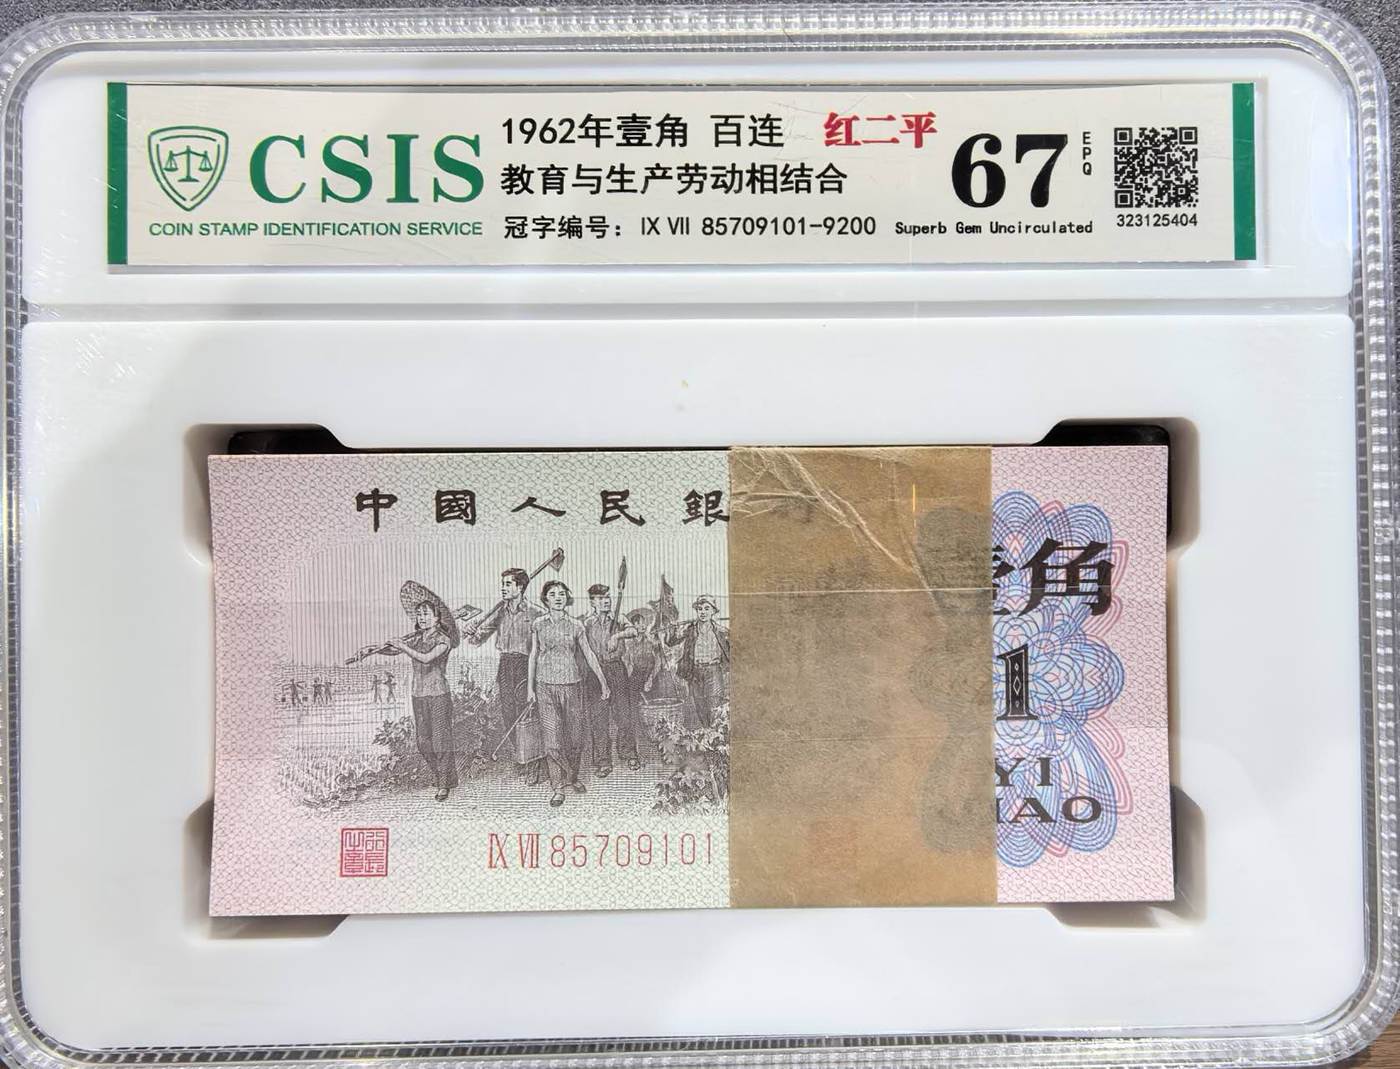 CSIS
COIN STAMP IDENTIFICATION SERVICE
1962年壹角 百连 红二平
教育与生产劳动相结合
冠字编号：IX VII 85709101-9200
67
EPQ
Superb Gem Uncirculated
323125404
中國人民銀
角
1
YI
IAO
IX VII 85709101